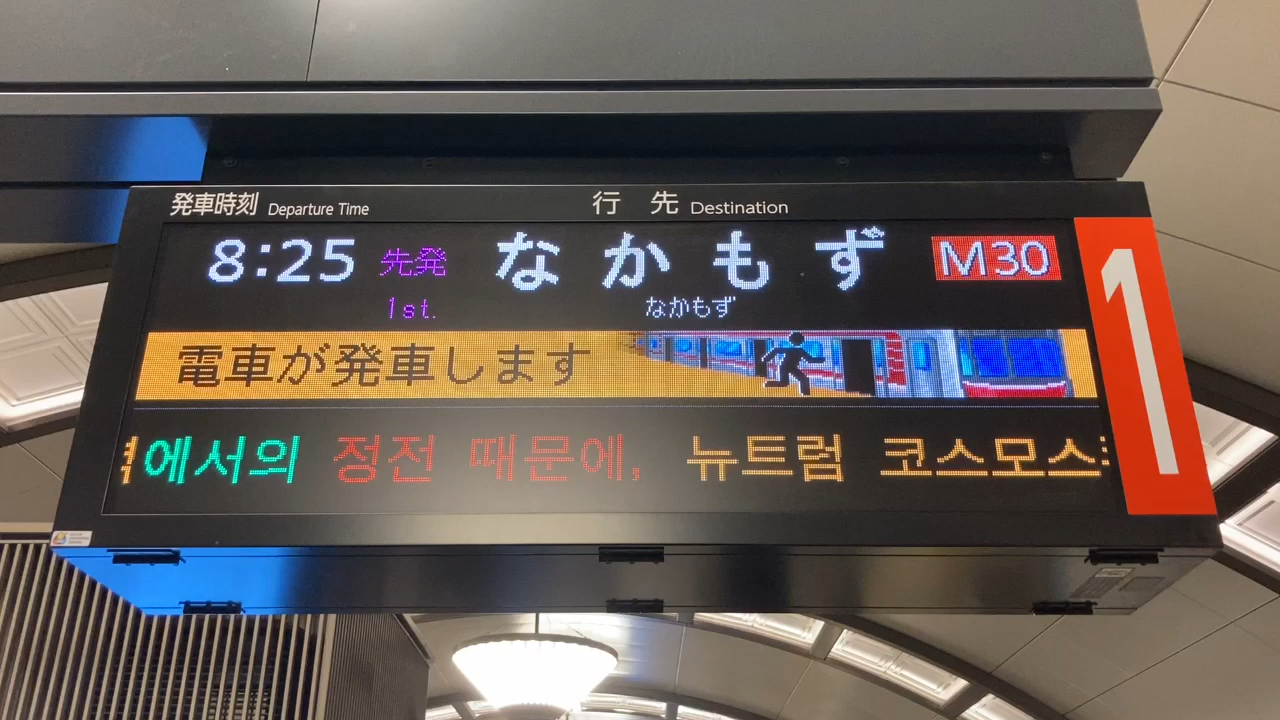 発車時刻 Departure Time 行先 Destination
8:25 先発 なかもず M30
1st. なかもず
1
電車が発車します
역에서의 정전 때문에, 뉴트럼 코스모스